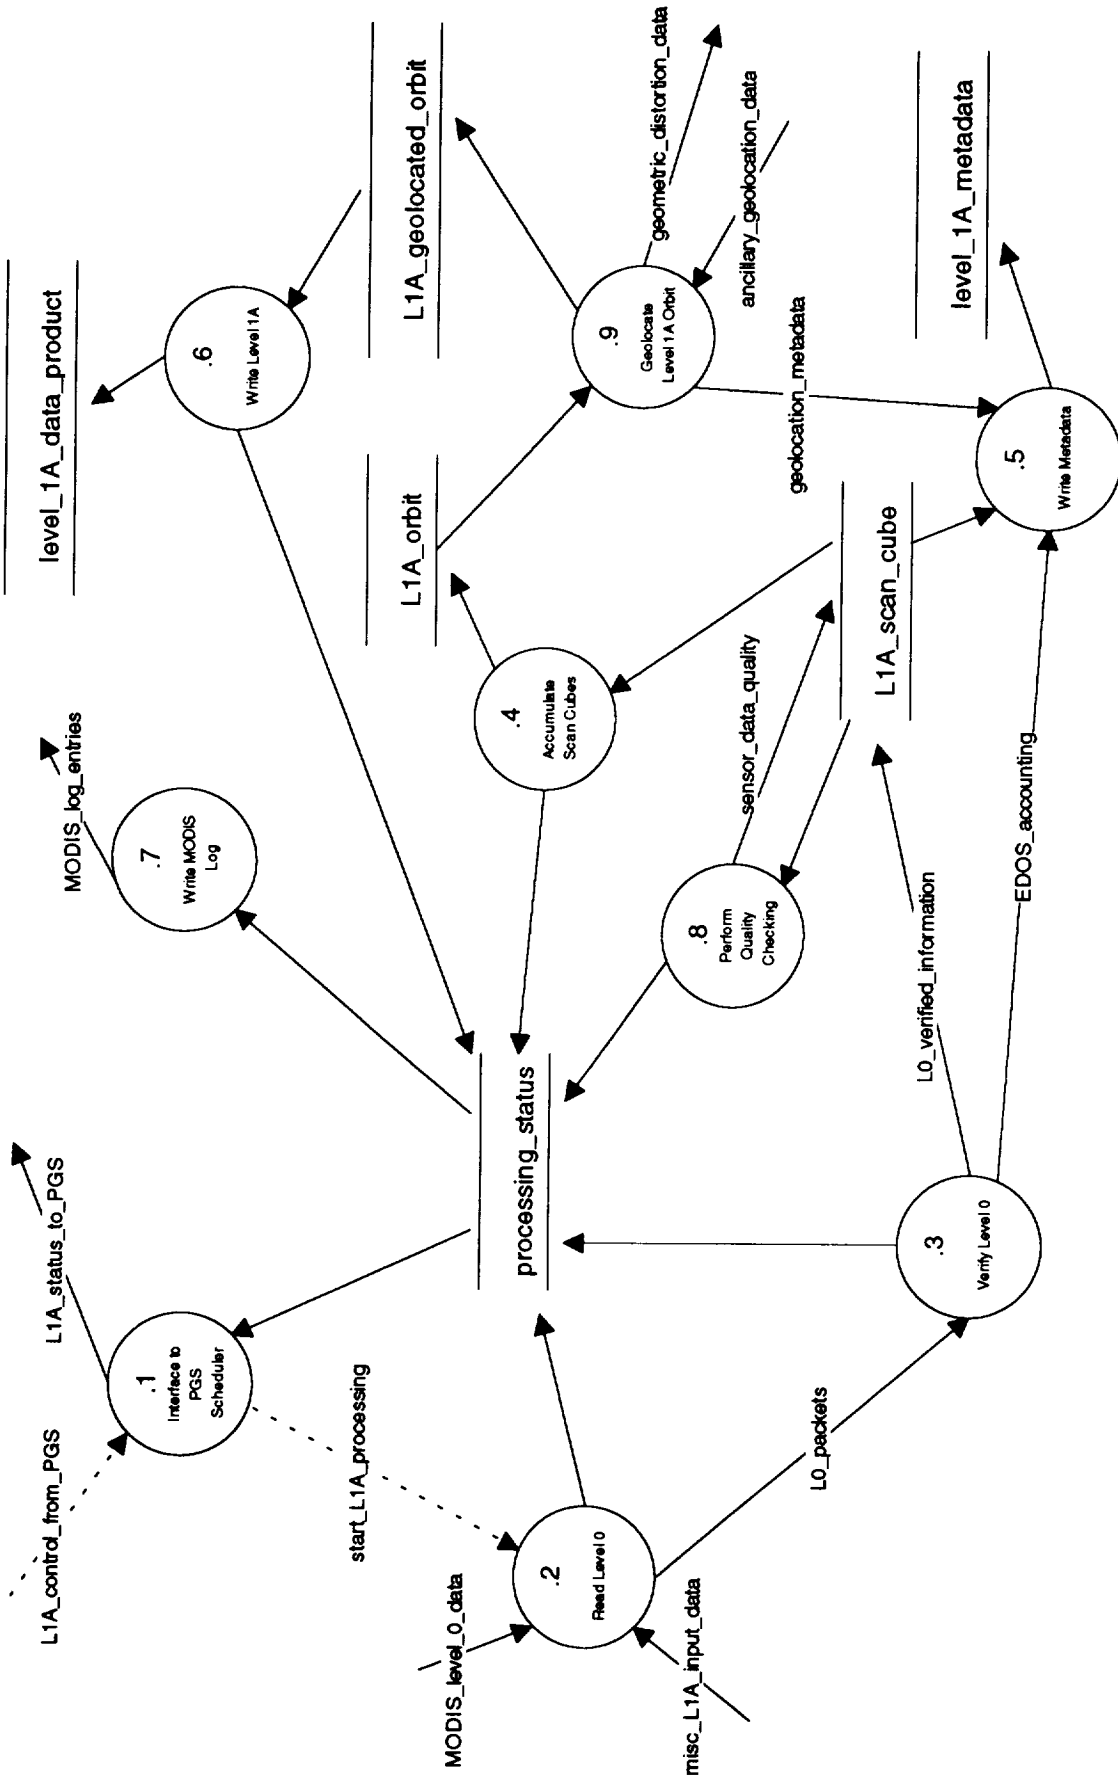 L1A_control_from_PGS
L1A_status_to_PGS
.1
Interface to
PGS
Scheduler
MODIS_log_entries
.7
Write MODIS
Log
level_1A_data_product
.6
Write Level 1A
start_L1A_processing
MODIS_level_0_data
.2
Read Level 0
misc_L1A_input_data
L0_packets
processing_status
.4
Accumulate
Scan Cubes
L1A_orbit
L1A_geolocated_orbit
.9
Geolocate
Level 1A Orbit
geometric_distortion_data
ancillary_geolocation_data
geolocation_metadata
.8
Perform
Quality
Checking
sensor_data_quality
L1A_scan_cube
.3
Verify Level 0
L0_verified_information
EDOS_accounting
.5
Write Metadata
level_1A_metadata